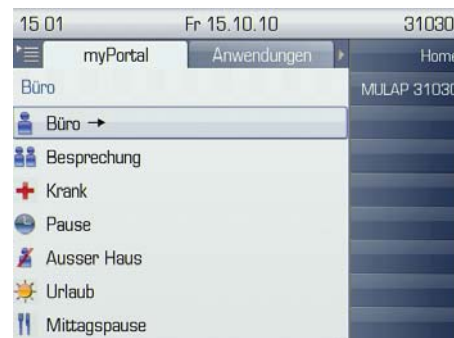 15 01 Fr 15.10.10 31030
myPortal Anwendungen Home
Büro MULAP 31030
Büro →
Besprechung
Krank
Pause
Ausser Haus
Urlaub
Mittagspause